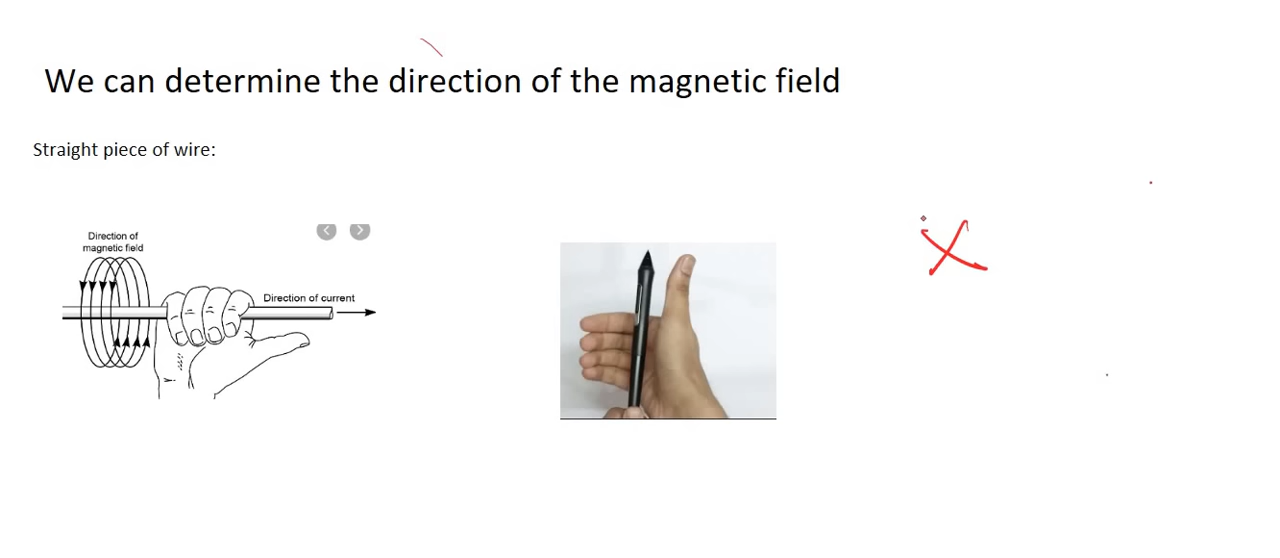 We can determine the direction of the magnetic field
Straight piece of wire:
Direction of
magnetic field
Direction of current